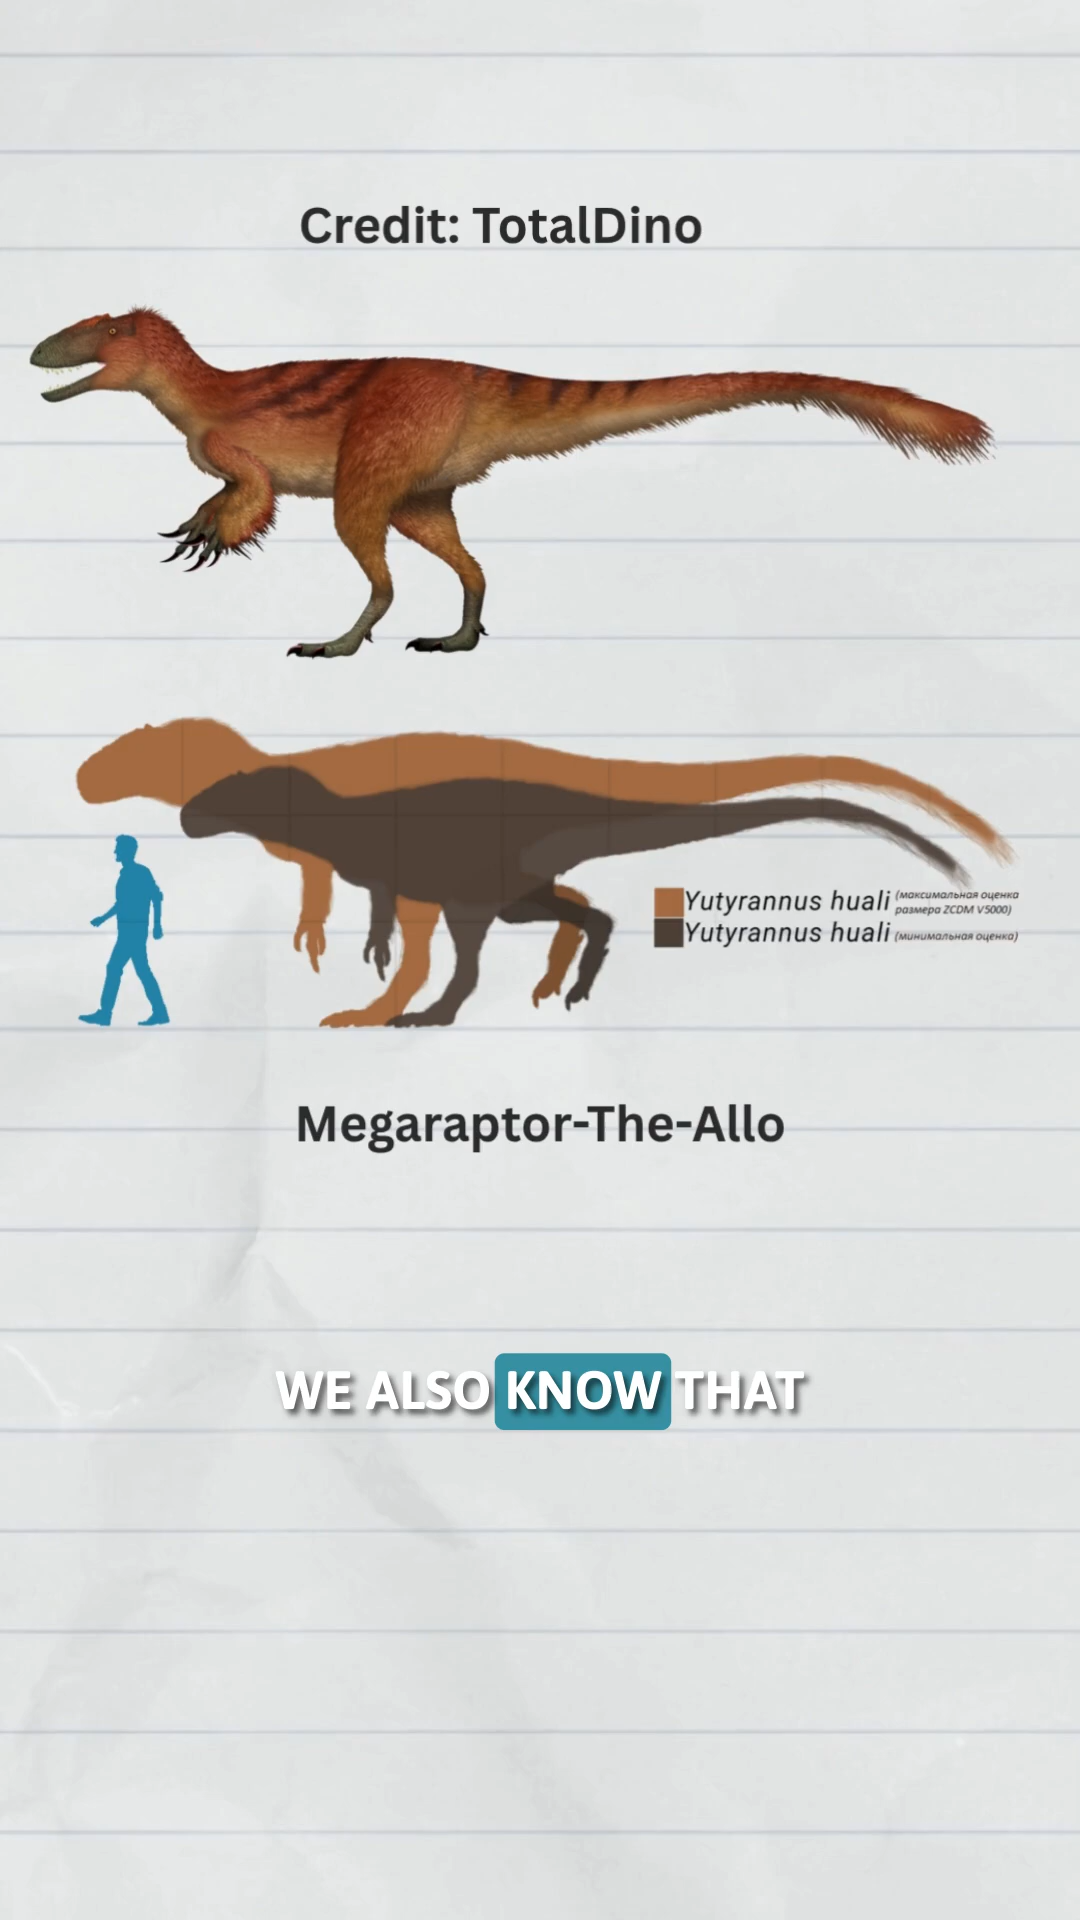 Credit: TotalDino
Yutyrannus huali (максимальная оценка
размера ZCDM V5000)
Yutyrannus huali (минимальная оценка)
Megaraptor-The-Allo
WE ALSO KNOW THAT